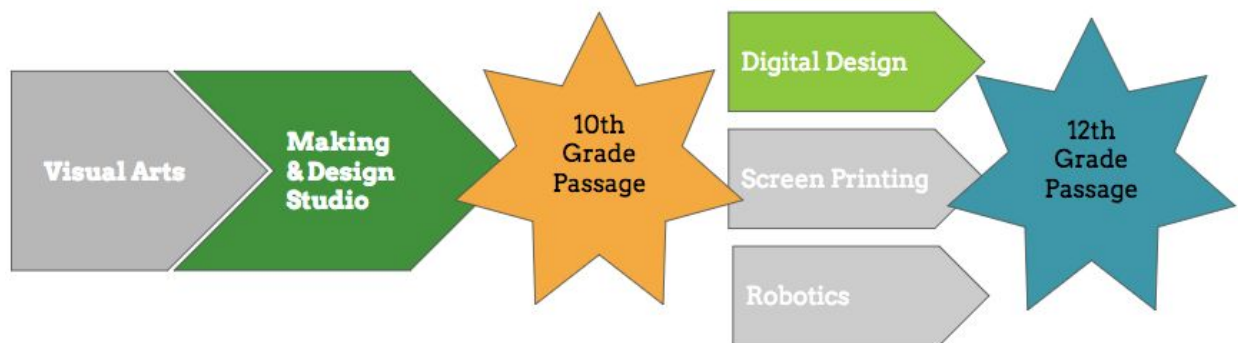 Visual Arts
Making
& Design
Studio
10th
Grade
Passage
Digital Design
Screen Printing
Robotics
12th
Grade
Passage